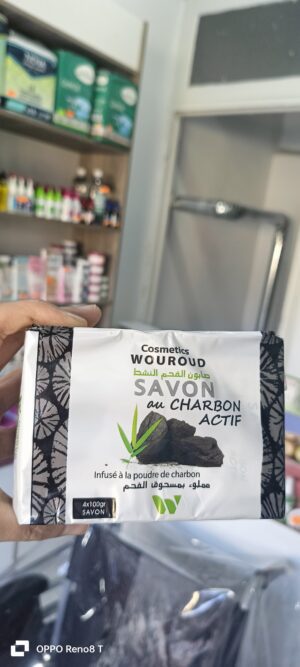 Cosmetics
WOUROUD
صابون الفحم النشط
SAVON
au CHARBON
ACTIF
Infusé à la poudre de charbon
مملوء بمسحوق الفحم
4x100gr
SAVON
OPPO Reno8 T